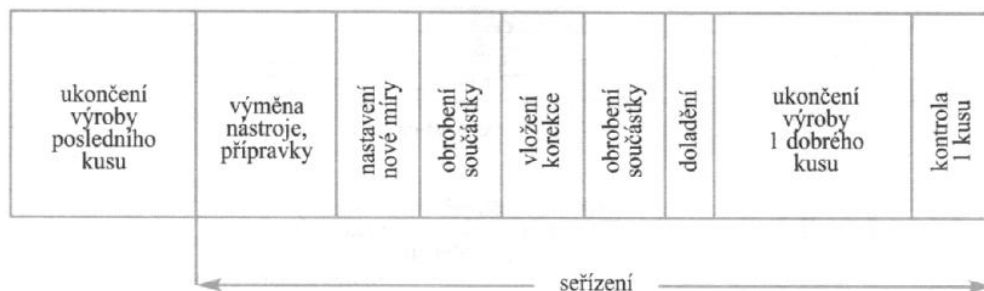 ukončení
výroby
posledního
kusu
výměna
nástroje,
přípravky
nastavení
nové míry
obrobení
součástky
vložení
korekce
obrobení
součástky
doladění
ukončení
výroby
1 dobrého
kusu
kontrola
1 kusu
seřízení